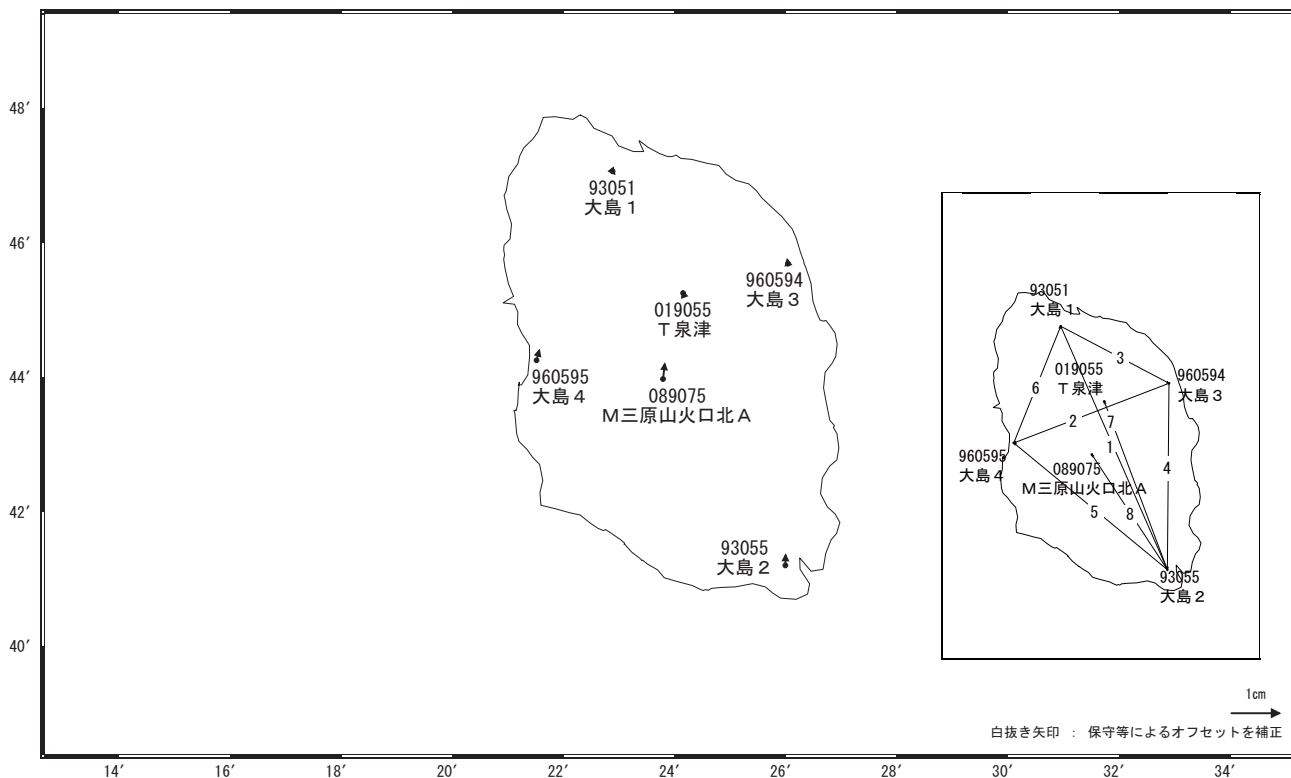 48′
46′
44′
42′
40′
14′
16′
18′
20′
22′
24′
26′
28′
30′
32′
34′
93051
大島１
960594
大島３
019055
Ｔ泉津
960595
大島４
089075
Ｍ三原山火口北Ａ
93055
大島２
93051
大島１
3
019055
Ｔ泉津
960594
大島３
6
2
7
1
960595
大島４
089075
Ｍ三原山火口北Ａ
4
5
8
93055
大島２
1cm
白抜き矢印 ： 保守等によるオフセットを補正